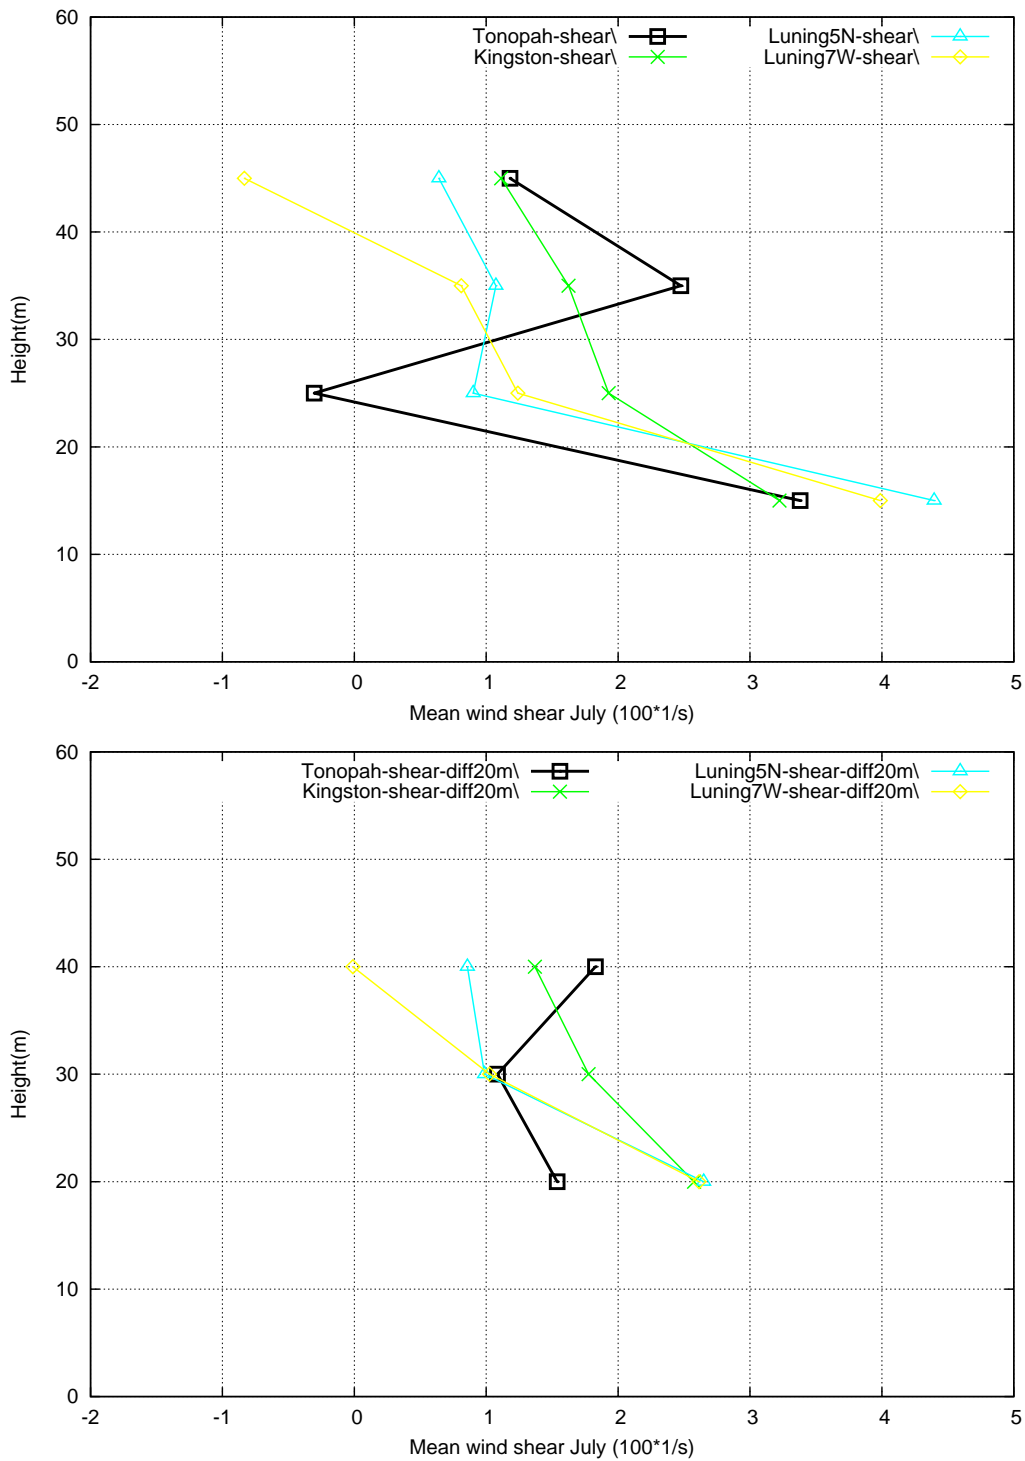 60
50
40
30
20
10
0
Height(m)
Tonopah-shear\ Luning5N-shear\
Kingston-shear\ Luning7W-shear\
-2 -1 0 1 2 3 4 5
Mean wind shear July (100*1/s)
60
50
40
30
20
10
0
Height(m)
Tonopah-shear-diff20m\ Luning5N-shear-diff20m\
Kingston-shear-diff20m\ Luning7W-shear-diff20m\
-2 -1 0 1 2 3 4 5
Mean wind shear July (100*1/s)